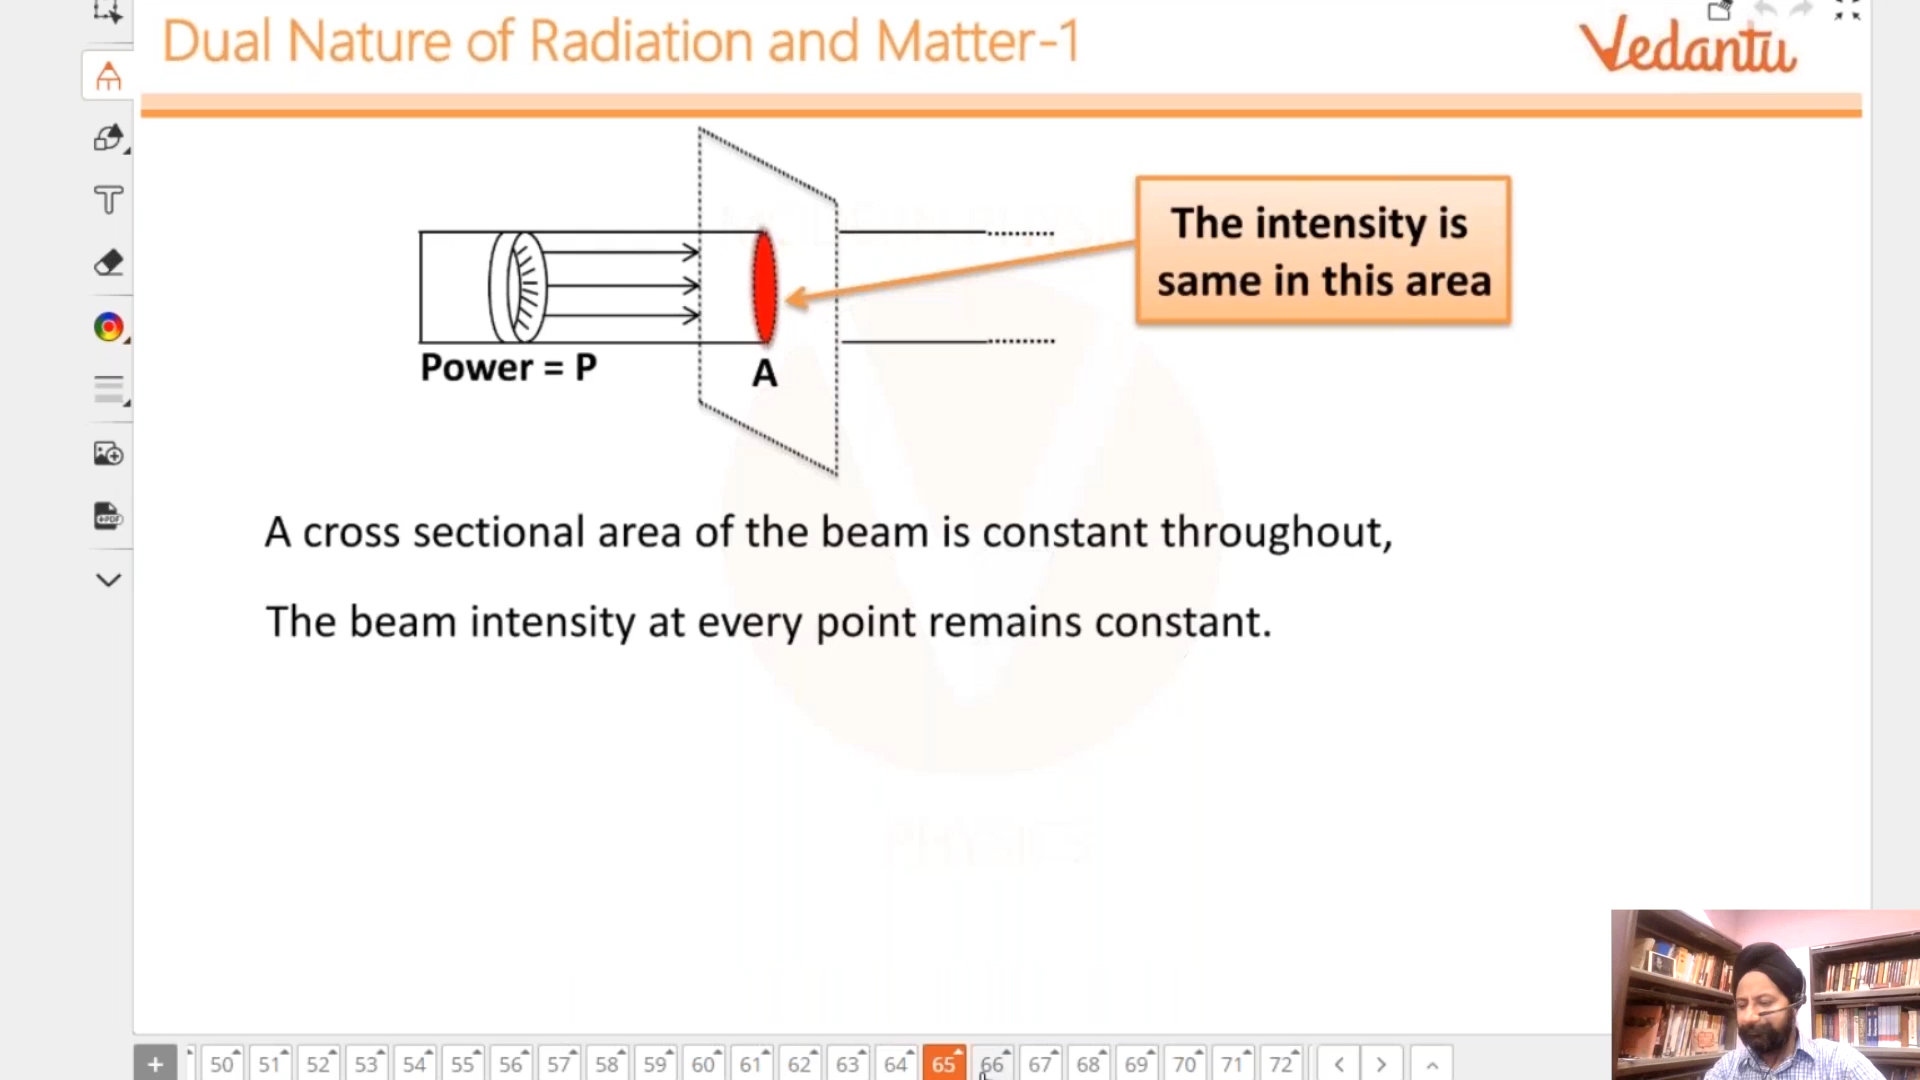 Dual Nature of Radiation and Matter-1
Vedantu
The intensity is
same in this area
Power = P
A
A cross sectional area of the beam is constant throughout,
The beam intensity at every point remains constant.
PHYSICS
50 51 52 53 54 55 56 57 58 59 60 61 62 63 64 65 66 67 68 69 70 71 72